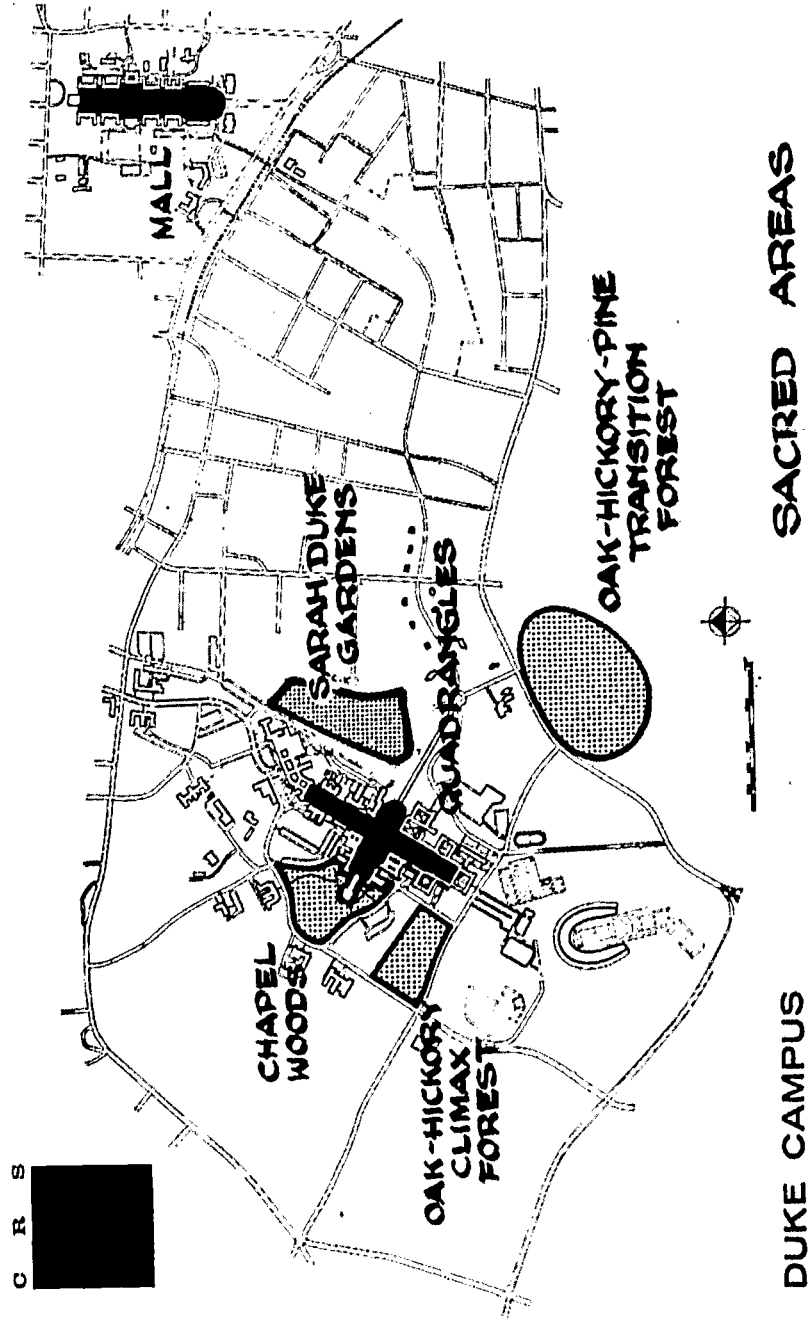 C R S
MALL
SARAH DUKE
GARDENS
QUADRANGLES
CHAPEL
WOODS
OAK-HICKORY
CLIMAX
FOREST
OAK-HICKORY-PINE
TRANSITION
FOREST
DUKE CAMPUS
SACRED AREAS